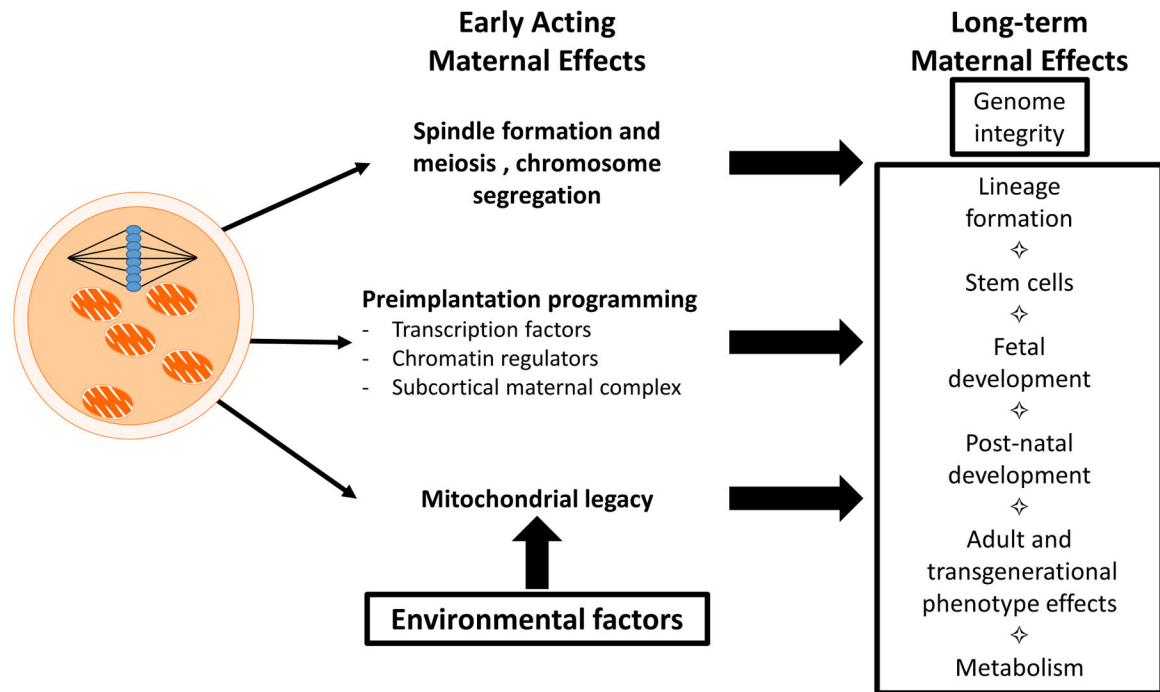 Early Acting
Maternal Effects
Spindle formation and
meiosis , chromosome
segregation
Preimplantation programming
- Transcription factors
- Chromatin regulators
- Subcortical maternal complex
Mitochondrial legacy
Environmental factors
Long-term
Maternal Effects
Genome
integrity
Lineage
formation
Stem cells
Fetal
development
Post-natal
development
Adult and
transgenerational
phenotype effects
Metabolism